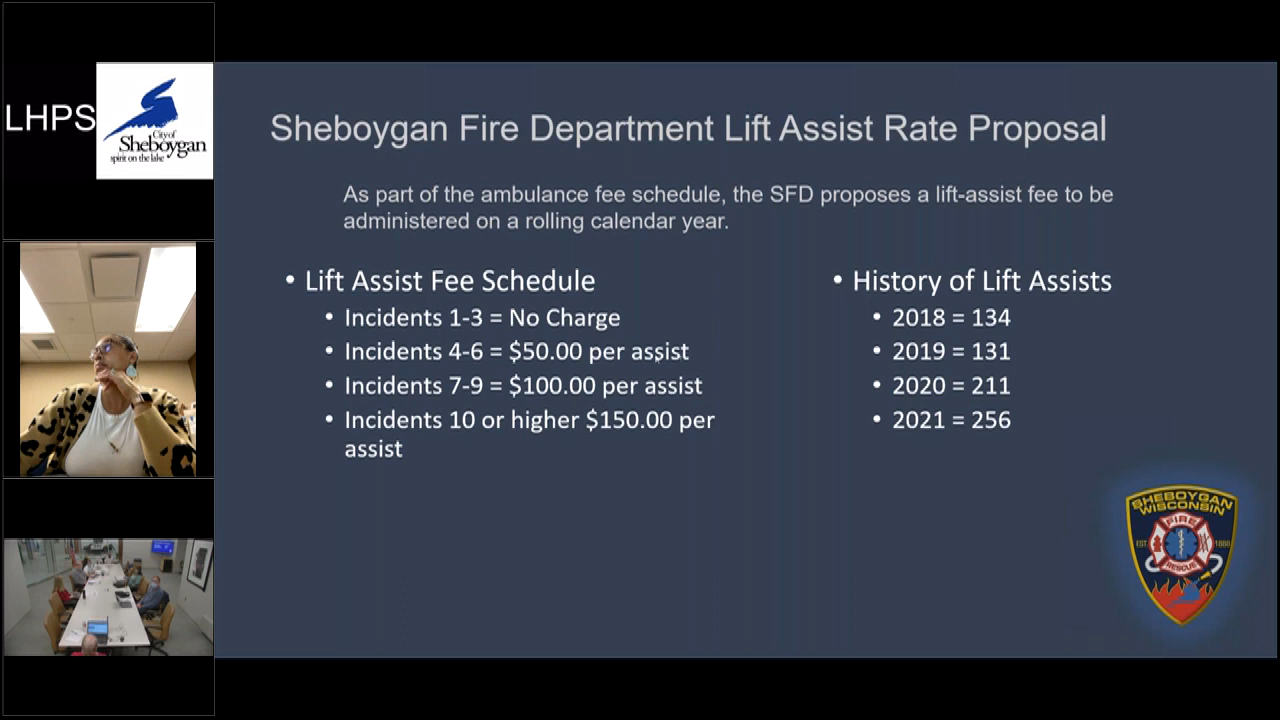 LHPS
City of
Sheboygan
spirit on the lake
Sheboygan Fire Department Lift Assist Rate Proposal
As part of the ambulance fee schedule, the SFD proposes a lift-assist fee to be
administered on a rolling calendar year.
• Lift Assist Fee Schedule
• Incidents 1-3 = No Charge
• Incidents 4-6 = $50.00 per assist
• Incidents 7-9 = $100.00 per assist
• Incidents 10 or higher $150.00 per
assist
• History of Lift Assists
• 2018 = 134
• 2019 = 131
• 2020 = 211
• 2021 = 256
SHEBOYGAN
WISCONSIN
FIRE
EST. 1888
RESCUE